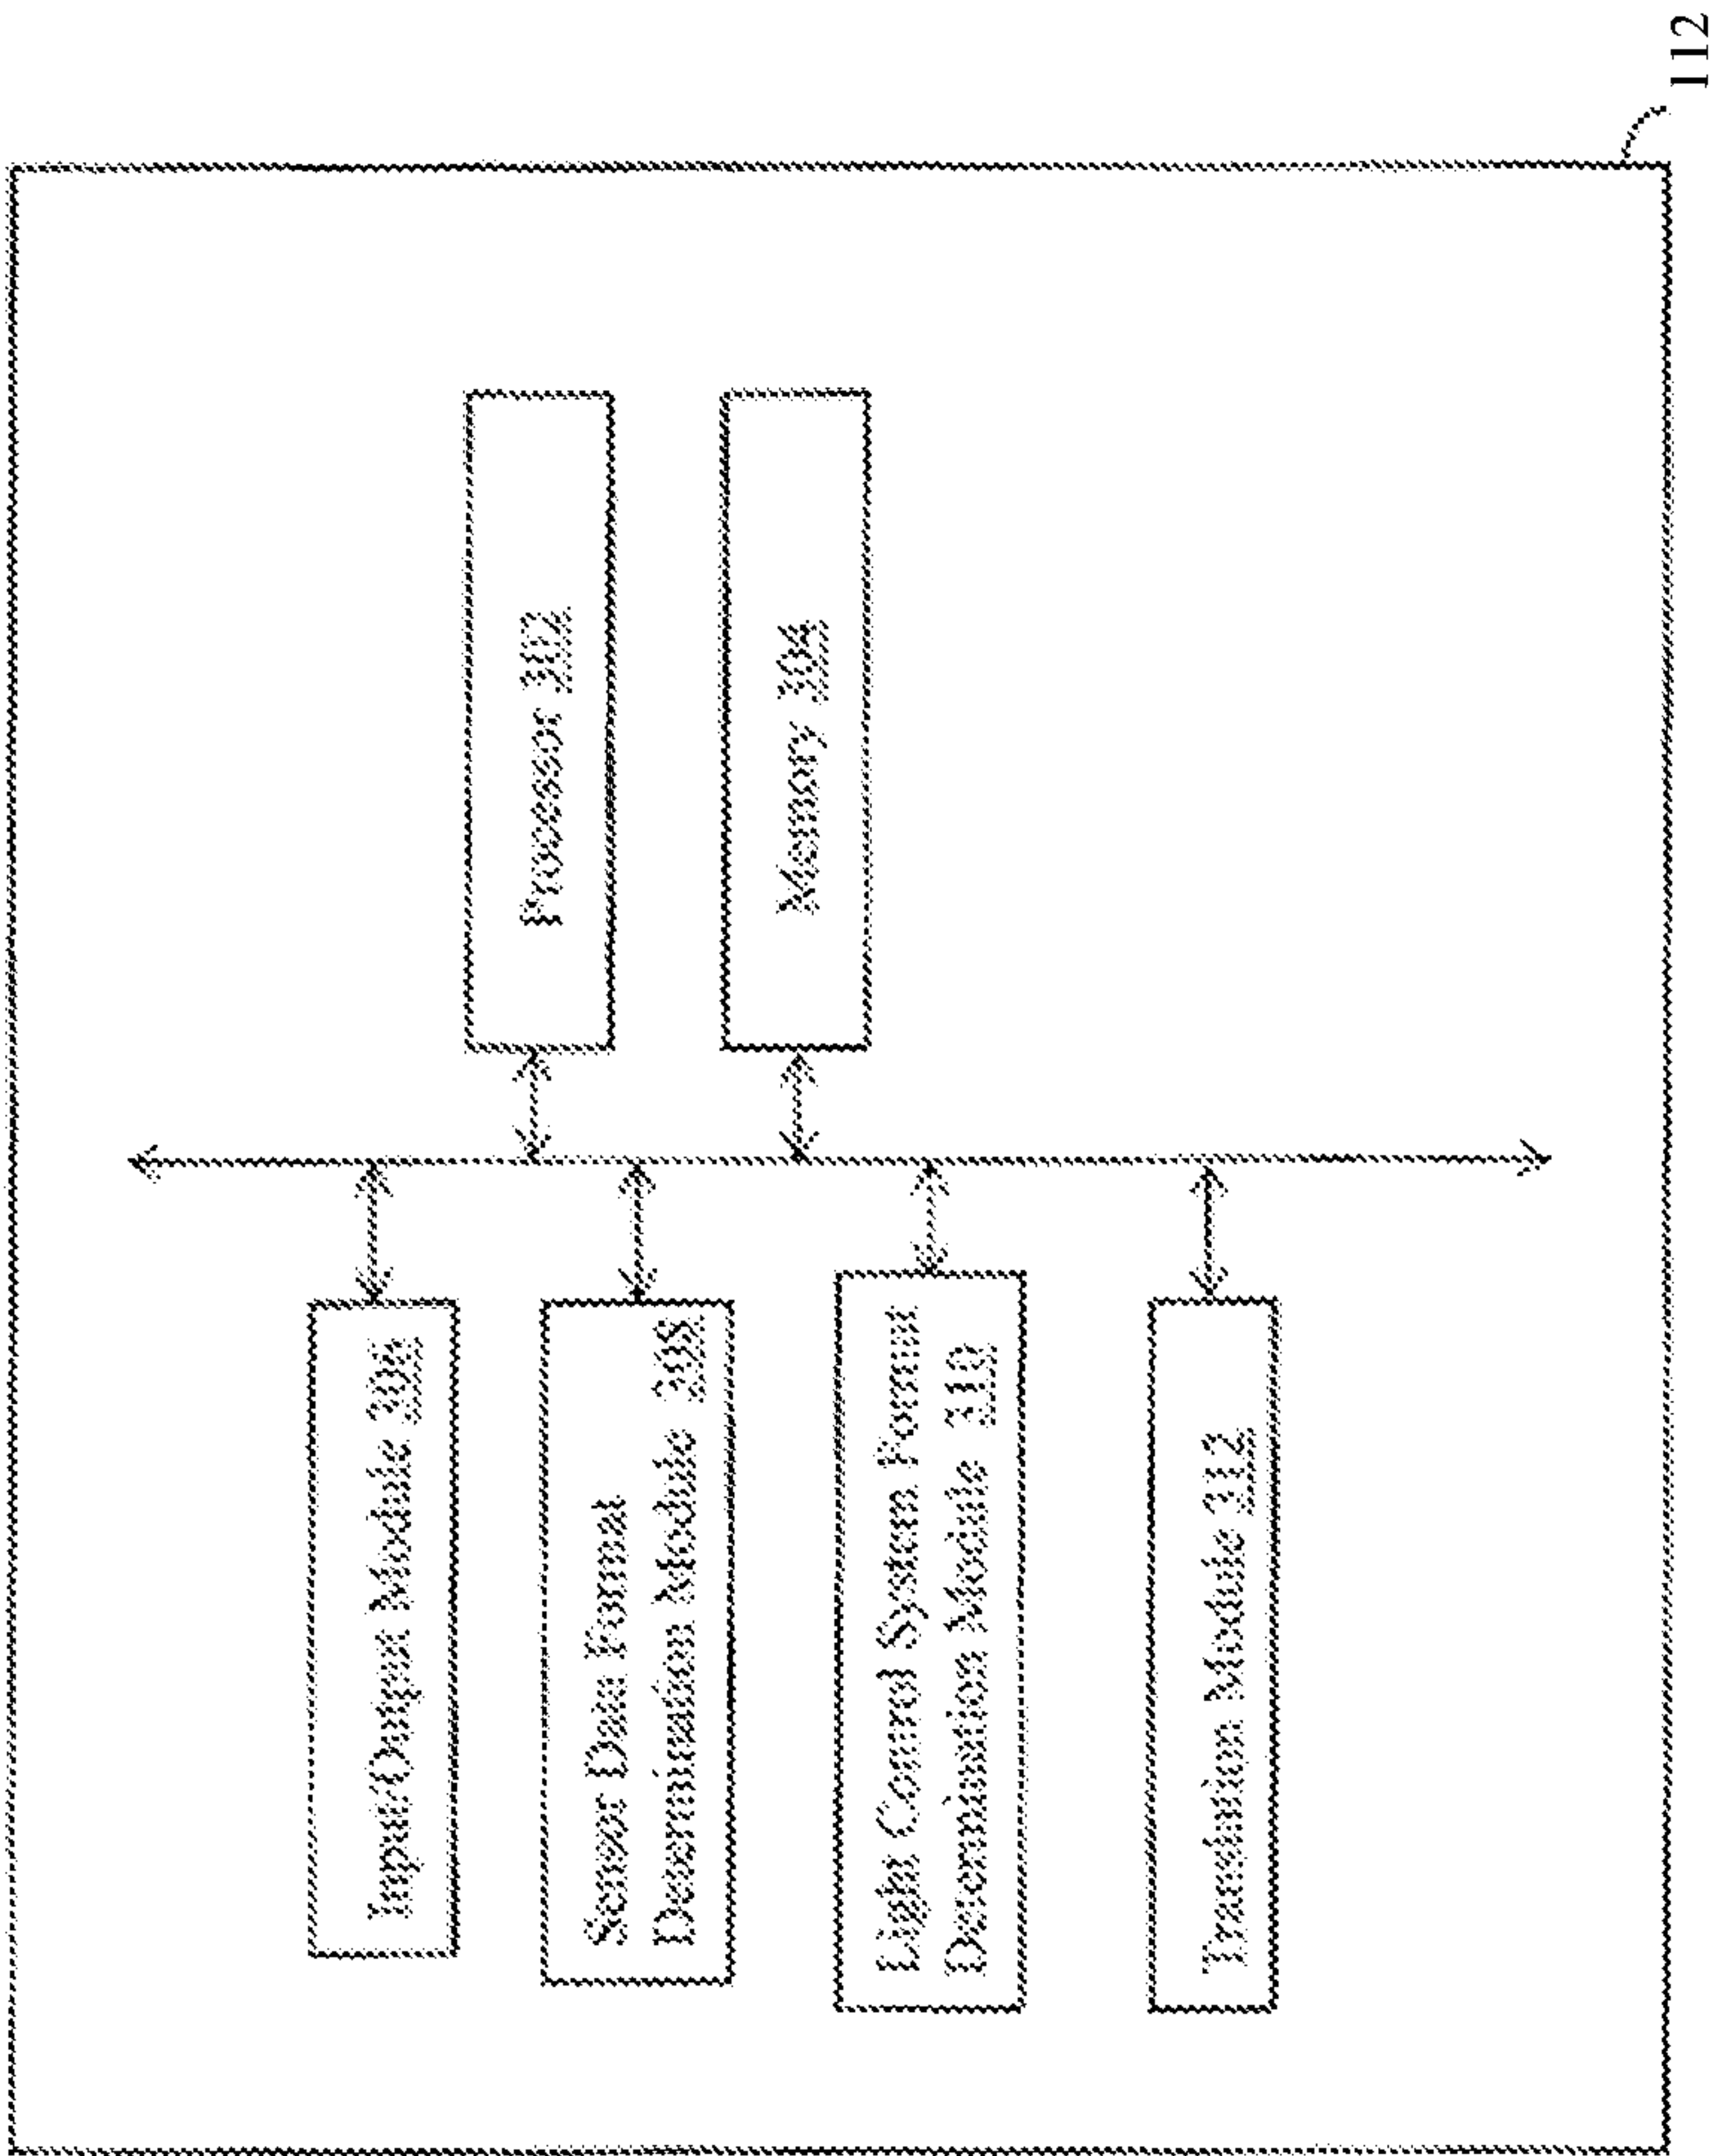 112
Processor 302
Memory 304
Input/Output Module 306
Sensor Data Format
Determination Module 308
Light Control System Format
Determination Module 310
Translation Module 312